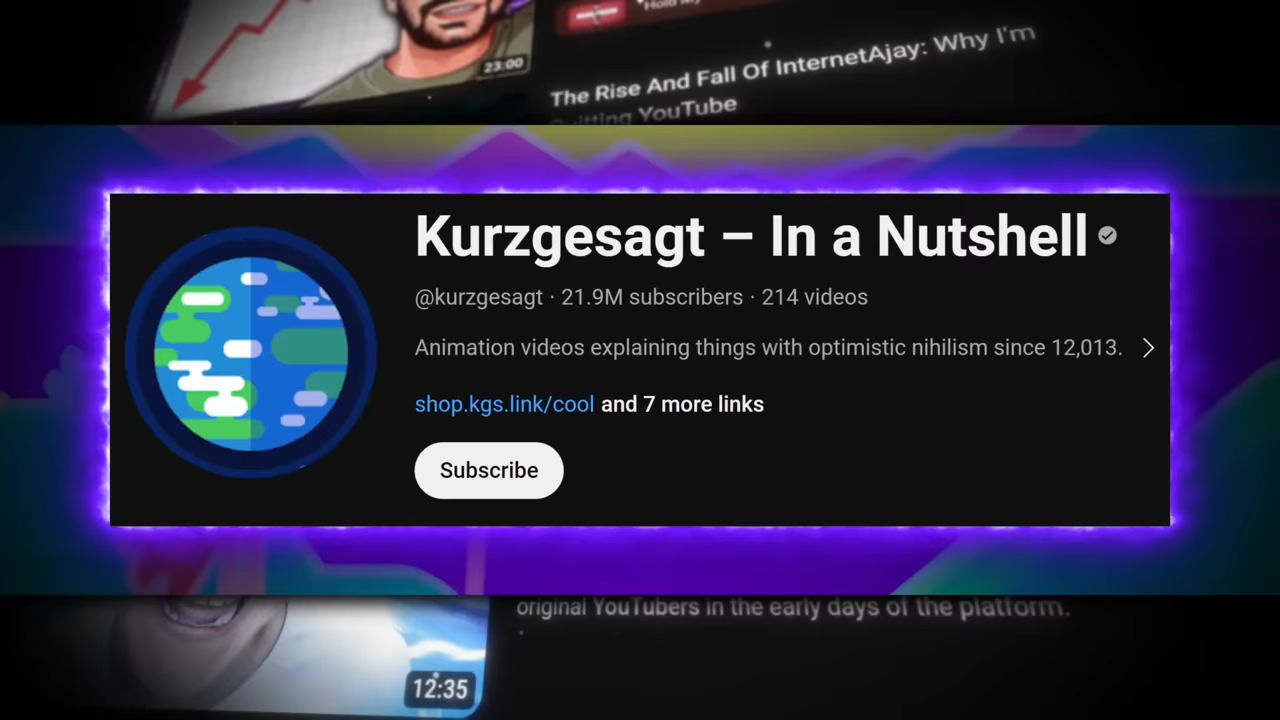 Hold My
23:00
The Rise And Fall Of InternetAjay: Why I'm
Quitting YouTube
Kurzgesagt – In a Nutshell
@kurzgesagt · 21.9M subscribers · 214 videos
Animation videos explaining things with optimistic nihilism since 12,013.
shop.kgs.link/cool and 7 more links
Subscribe
original YouTubers in the early days of the platform.
12:35